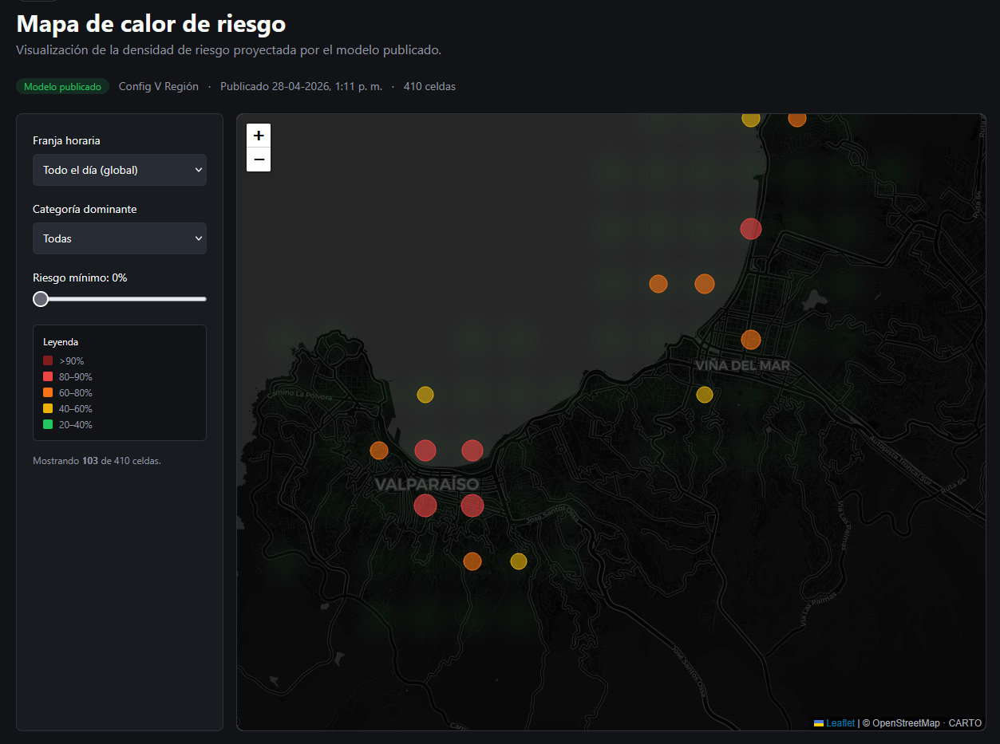 Mapa de calor de riesgo
Visualización de la densidad de riesgo proyectada por el modelo publicado.
Modelo publicado Config V Región · Publicado 28-04-2026, 1:11 p. m. · 410 celdas
Franja horaria
Todo el día (global)
Categoría dominante
Todas
Riesgo mínimo: 0%
Leyenda
>90%
80–90%
60–80%
40–60%
20–40%
Mostrando 103 de 410 celdas.
+
−
Ruta 64
VIÑA DEL MAR
Camino La Pólvora
VALPARAÍSO
Autopista Troncal Sur
Ruta 64
José Santos Ossa
Vía Las Palmas
Vía Las Palmas
José Santos Ossa
Leaflet | © OpenStreetMap · CARTO